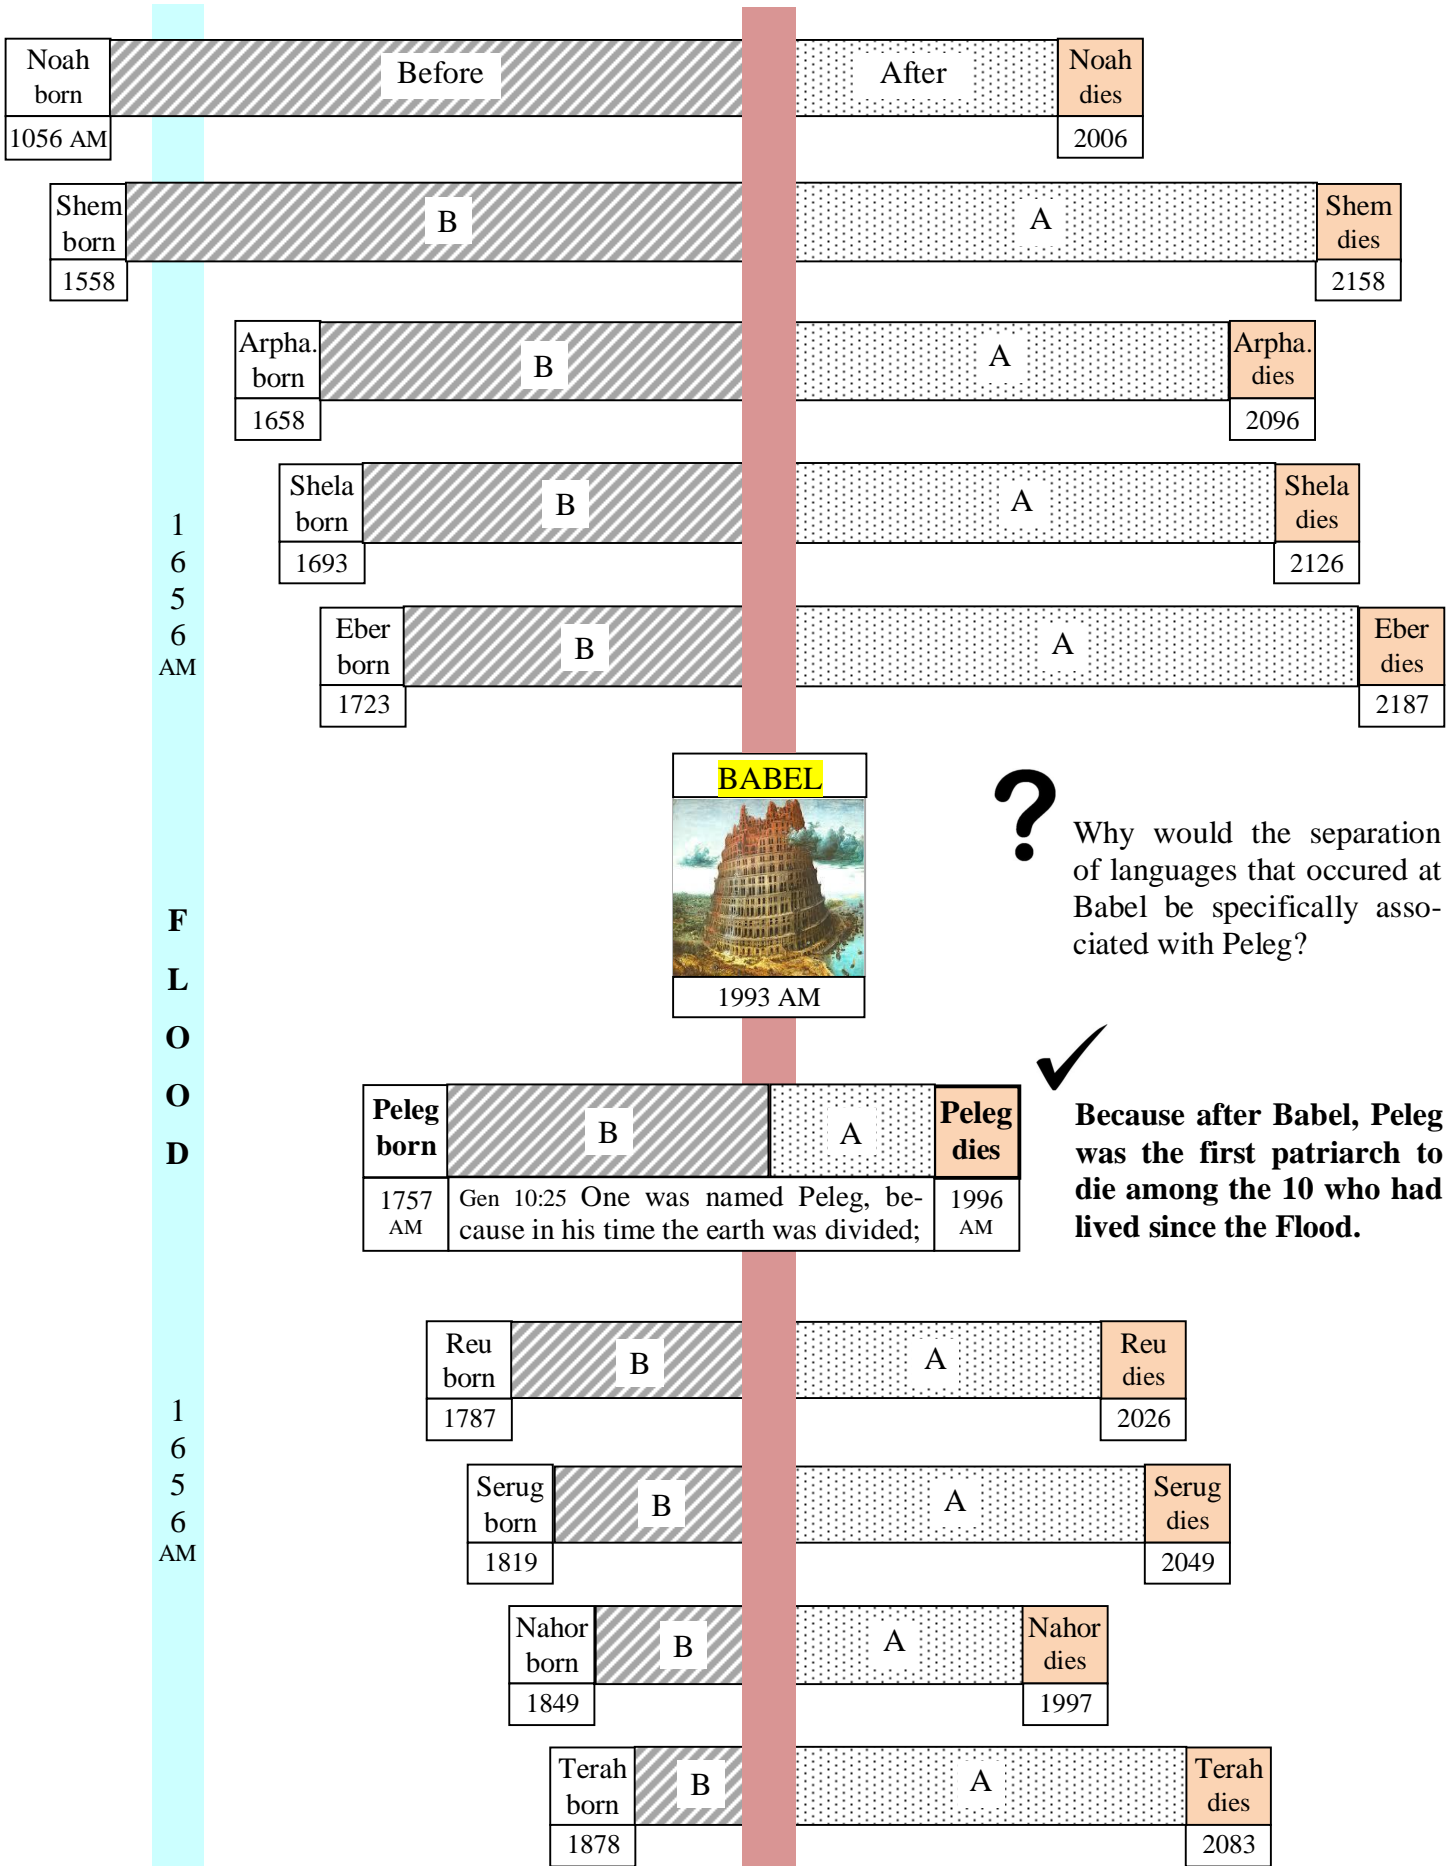 Noah
born
Before
After
Noah
dies
1056 AM
2006
Shem
born
B
A
Shem
dies
1558
2158
Arpha.
born
B
A
Arpha.
dies
1658
2096
Shela
born
B
A
Shela
dies
1693
2126
1
6
5
6
AM
Eber
born
B
A
Eber
dies
1723
2187
BABEL
1993 AM
?
Why would the separation
of languages that occured at
Babel be specifically asso-
ciated with Peleg?
F
L
O
O
D
Peleg
born
B
A
Peleg
dies
1757
AM
Gen 10:25 One was named Peleg, be-
cause in his time the earth was divided;
1996
AM
Because after Babel, Peleg
was the first patriarch to
die among the 10 who had
lived since the Flood.
Reu
born
B
A
Reu
dies
1787
2026
1
6
5
6
AM
Serug
born
B
A
Serug
dies
1819
2049
Nahor
born
B
A
Nahor
dies
1849
1997
Terah
born
B
A
Terah
dies
1878
2083